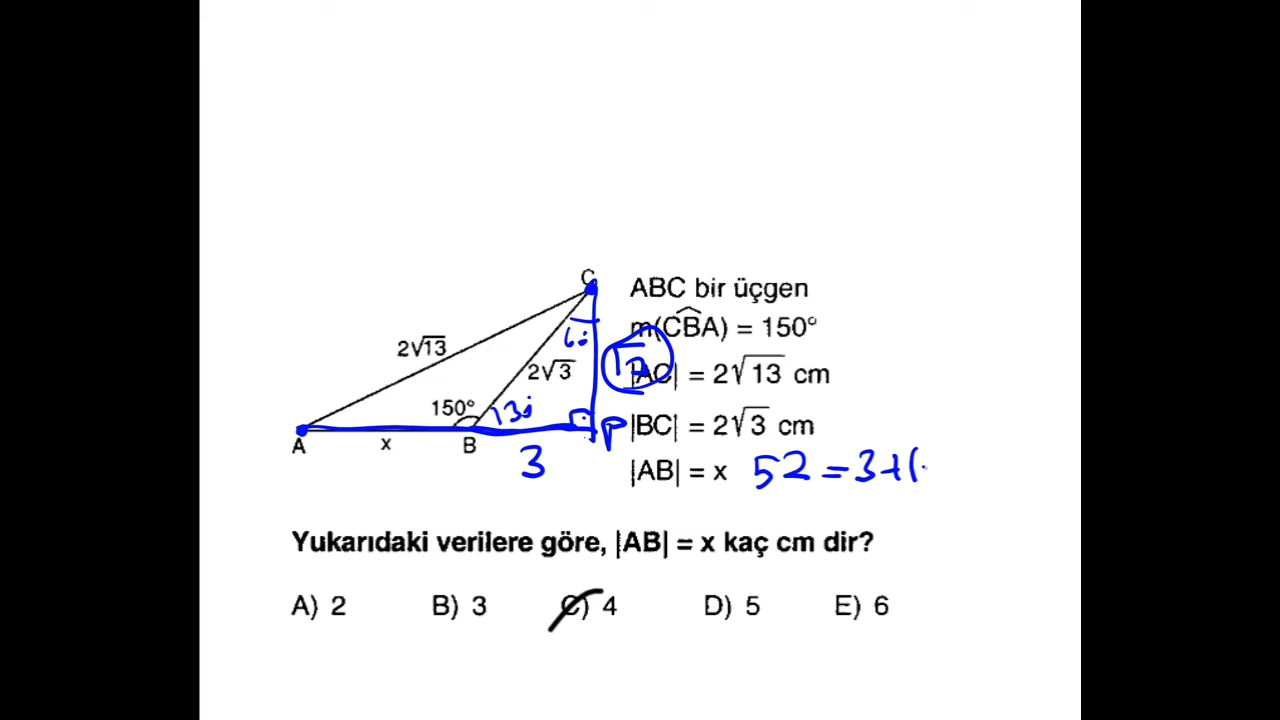 C
ABC bir üçgen
m(CBA) = 150°
60
2√13
√3
|AC| = 2√13 cm
2√3
150°
30
P
|BC| = 2√3 cm
A
x
B
3
|AB| = x
52 = 3+(
Yukarıdaki verilere göre, |AB| = x kaç cm dir?
A) 2 B) 3 C) 4 D) 5 E) 6